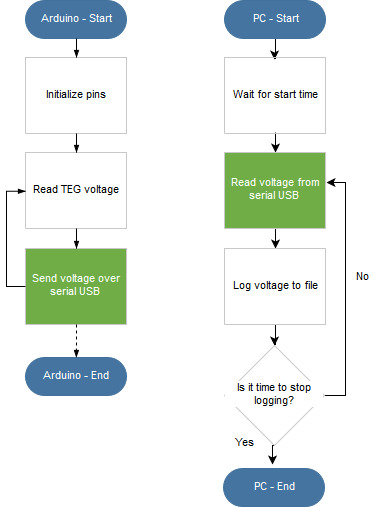 Arduino - Start
Initialize pins
Read TEG voltage
Send voltage over
serial USB
Arduino - End
PC - Start
Wait for start time
Read voltage from
serial USB
Log voltage to file
Is it time to stop
logging?
No
Yes
PC - End